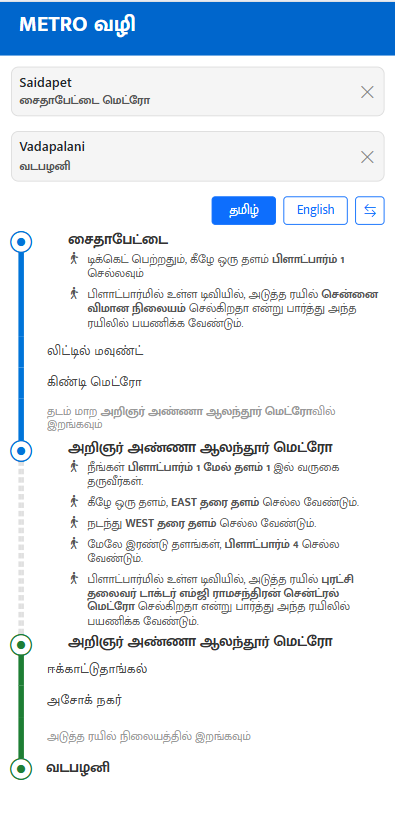 METRO வழி
Saidapet
சைதாபேட்டை மெட்ரோ
Vadapalani
வடபழனி
தமிழ்
English
சைதாபேட்டை
டிக்கெட் பெற்றதும், கீழே ஒரு தளம் பிளாட்பார்ம் 1
செல்லவும்
பிளாட்பார்மில் உள்ள டிவியில், அடுத்த ரயில் சென்னை
விமான நிலையம் செல்கிறதா என்று பார்த்து அந்த
ரயிலில் பயணிக்க வேண்டும்.
லிட்டில் மவுண்ட்
கிண்டி மெட்ரோ
தடம் மாற அறிஞர் அண்ணா ஆலந்தூர் மெட்ரோவில்
இறங்கவும்
அறிஞர் அண்ணா ஆலந்தூர் மெட்ரோ
நீங்கள் பிளாட்பார்ம் 1 மேல் தளம் 1 இல் வருகை
தருவீர்கள்.
கீழே ஒரு தளம், EAST தரை தளம் செல்ல வேண்டும்.
நடந்து WEST தரை தளம் செல்ல வேண்டும்.
மேலே இரண்டு தளங்கள், பிளாட்பார்ம் 4 செல்ல
வேண்டும்.
பிளாட்பார்மில் உள்ள டிவியில், அடுத்த ரயில் புரட்சி
தலைவர் டாக்டர் எம்ஜி ராமசந்திரன் சென்ட்ரல்
மெட்ரோ செல்கிறதா என்று பார்த்து அந்த ரயிலில்
பயணிக்க வேண்டும்.
அறிஞர் அண்ணா ஆலந்தூர் மெட்ரோ
ஈக்காட்டுதாங்கல்
அசோக் நகர்
அடுத்த ரயில் நிலையத்தில் இறங்கவும்
வடபழனி